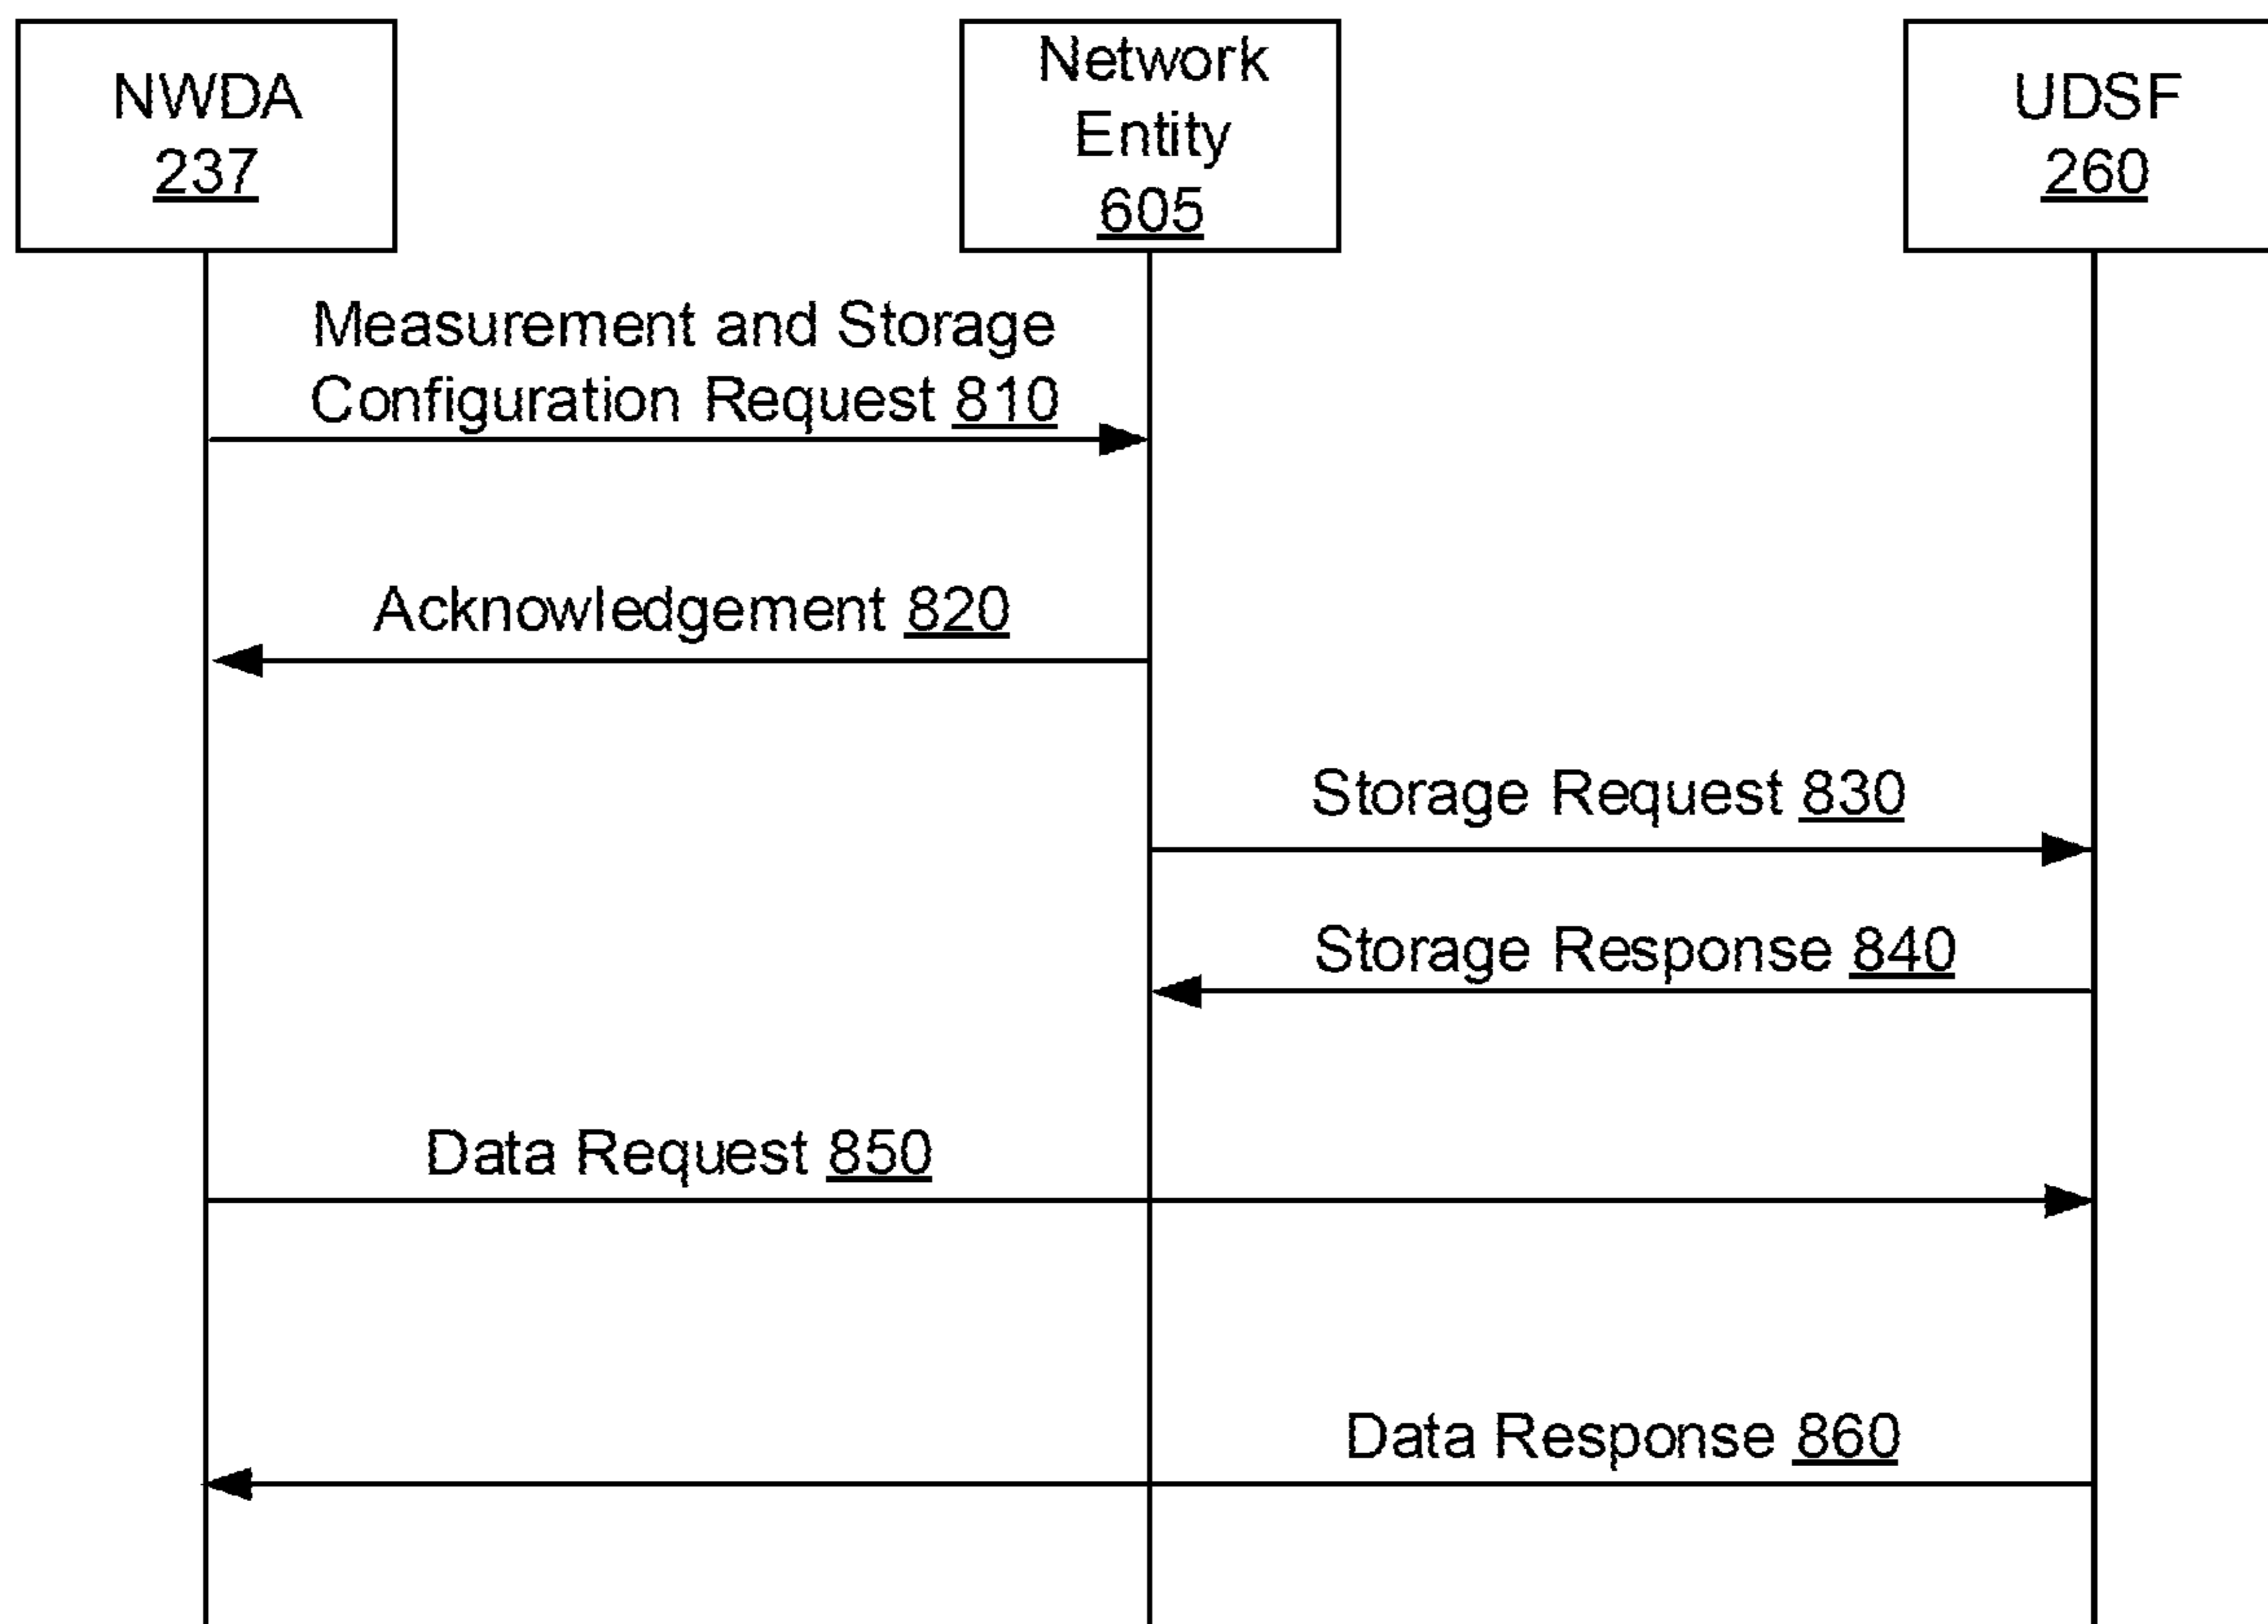 NWDA
237
Network
Entity
605
UDSF
260
Measurement and Storage
Configuration Request 810
Acknowledgement 820
Storage Request 830
Storage Response 840
Data Request 850
Data Response 860